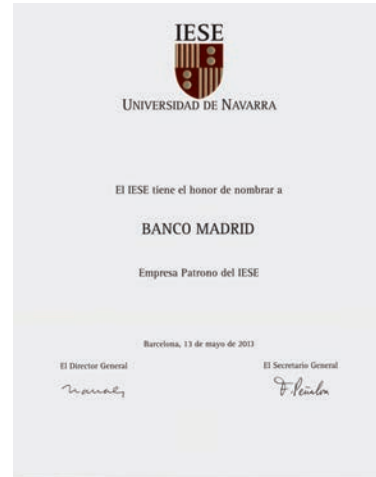 IESE
UNIVERSIDAD DE NAVARRA
El IESE tiene el honor de nombrar a
BANCO MADRID
Empresa Patrono del IESE
Barcelona, 13 de mayo de 2013
El Director General
El Secretario General
F. Peñalon